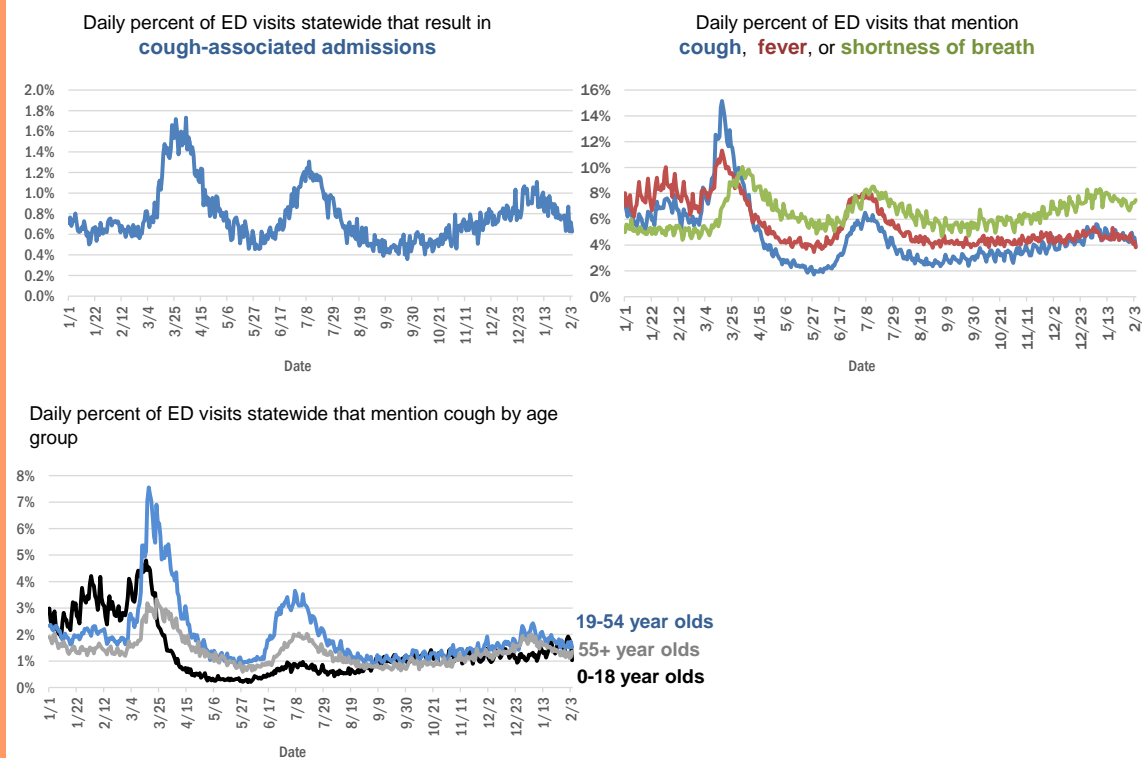 Daily percent of ED visits statewide that result in
cough-associated admissions
2.0%
1.8%
1.6%
1.4%
1.2%
1.0%
0.8%
0.6%
0.4%
0.2%
0.0%
1/1 1/22 2/12 3/4 3/25 4/15 5/6 5/27 6/17 7/8 7/29 8/19 9/9 9/30 10/21 11/11 12/2 12/23 1/13 2/3
Date
Daily percent of ED visits that mention
cough, fever, or shortness of breath
16%
14%
12%
10%
8%
6%
4%
2%
0%
1/1 1/22 2/12 3/4 3/25 4/15 5/6 5/27 6/17 7/8 7/29 8/19 9/9 9/30 10/21 11/11 12/2 12/23 1/13 2/3
Date
Daily percent of ED visits statewide that mention cough by age
group
8%
7%
6%
5%
4%
3%
2%
1%
0%
1/1 1/22 2/12 3/4 3/25 4/15 5/6 5/27 6/17 7/8 7/29 8/19 9/9 9/30 10/21 11/11 12/2 12/23 1/13 2/3
Date
19-54 year olds
55+ year olds
0-18 year olds